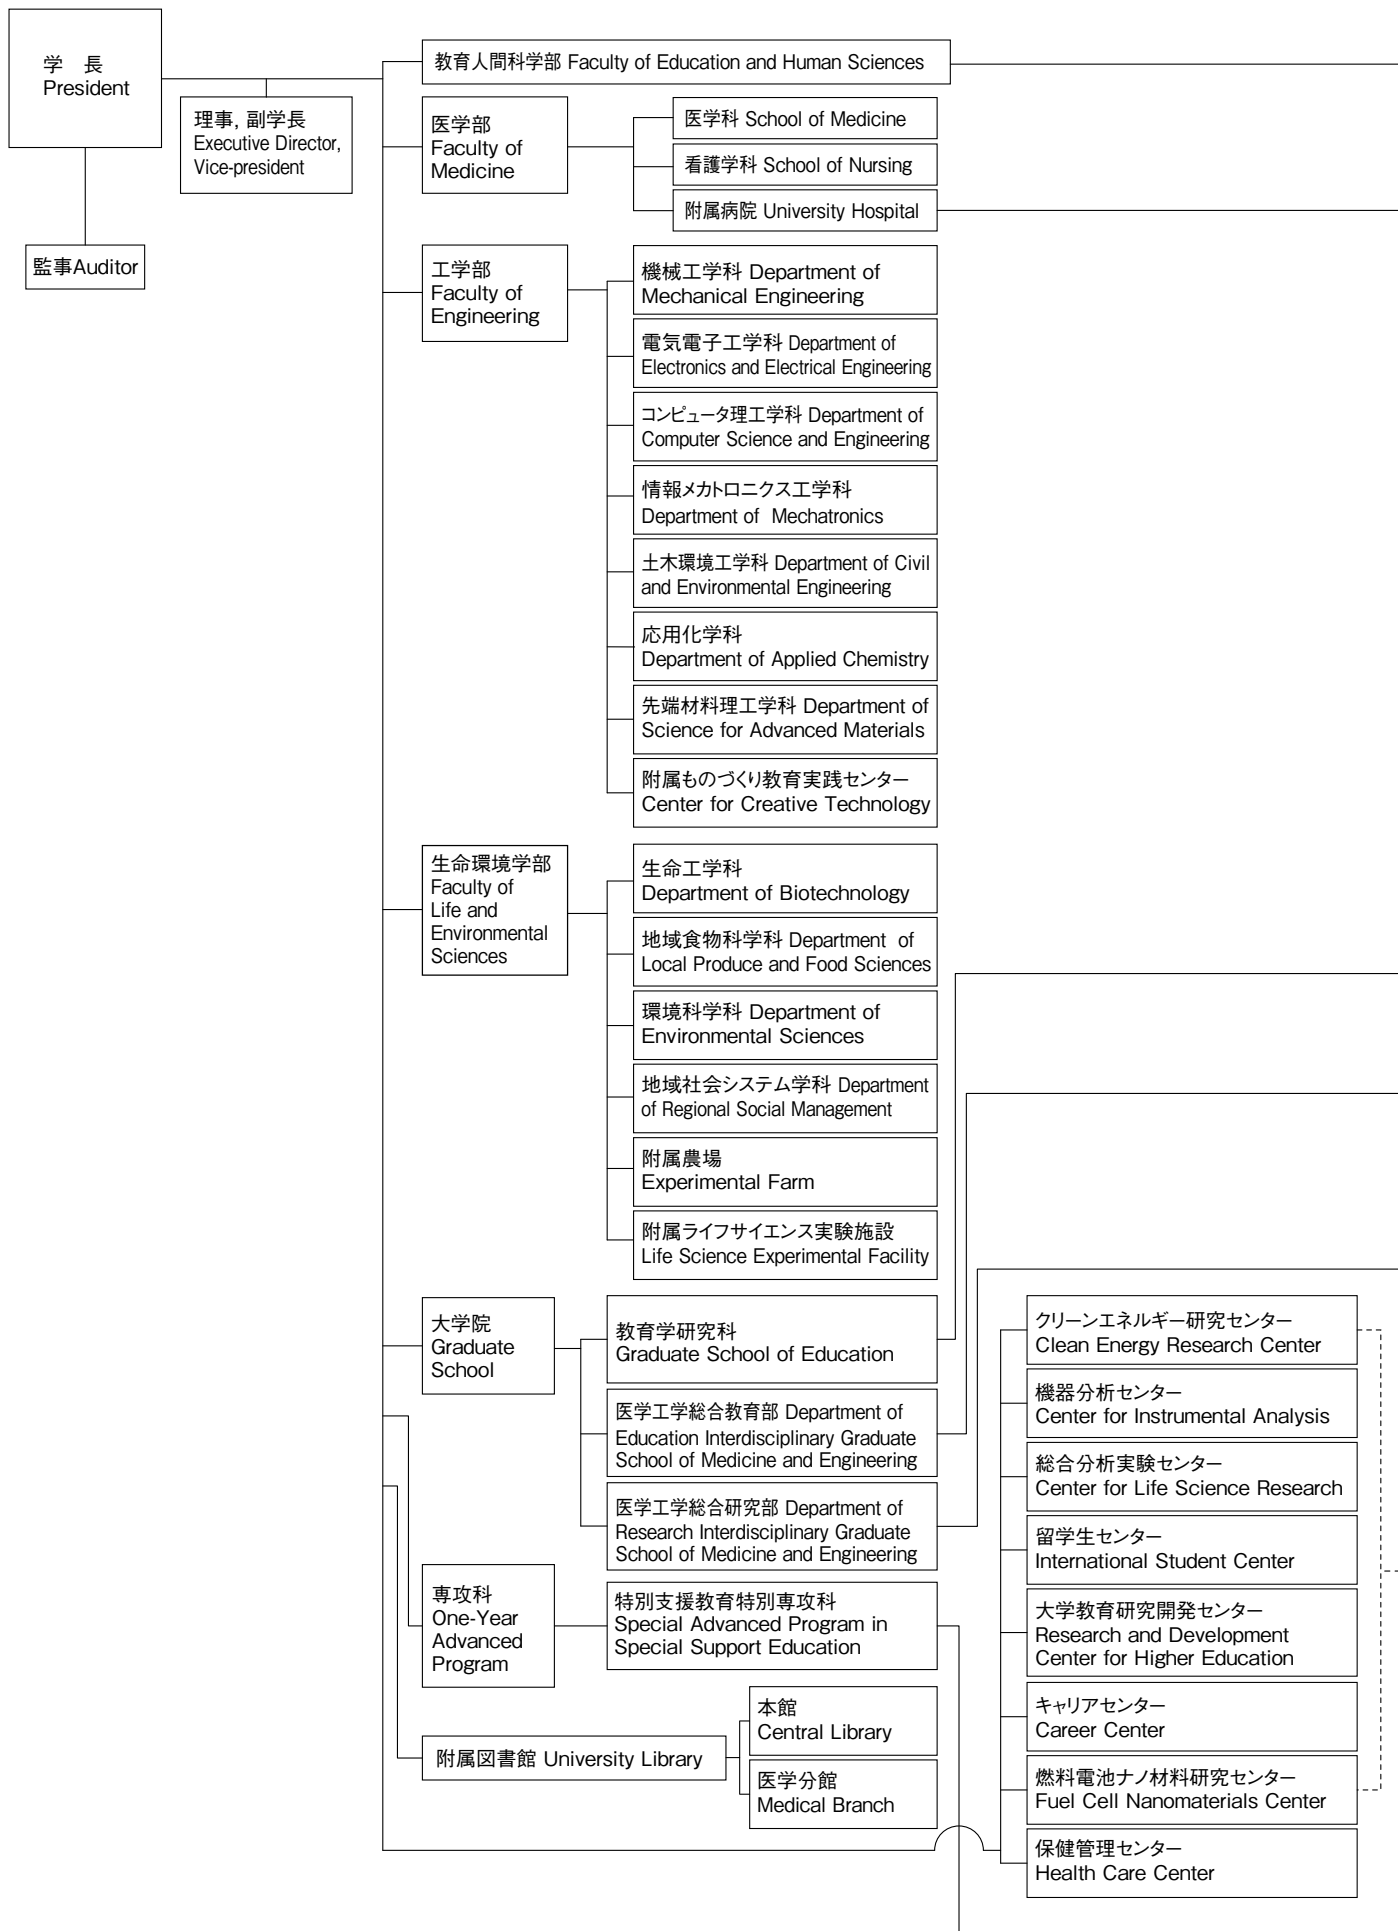 学　長
President
理事, 副学長
Executive Director,
Vice-president
監事Auditor
教育人間科学部 Faculty of Education and Human Sciences
医学部
Faculty of
Medicine
医学科 School of Medicine
看護学科 School of Nursing
附属病院 University Hospital
工学部
Faculty of
Engineering
機械工学科 Department of
Mechanical Engineering
電気電子工学科 Department of
Electronics and Electrical Engineering
コンピュータ理工学科 Department of
Computer Science and Engineering
情報メカトロニクス工学科
Department of Mechatronics
土木環境工学科 Department of Civil
and Environmental Engineering
応用化学科
Department of Applied Chemistry
先端材料理工学科 Department of
Science for Advanced Materials
附属ものづくり教育実践センター
Center for Creative Technology
生命環境学部
Faculty of
Life and
Environmental
Sciences
生命工学科
Department of Biotechnology
地域食物科学科 Department of
Local Produce and Food Sciences
環境科学科 Department of
Environmental Sciences
地域社会システム学科 Department
of Regional Social Management
附属農場
Experimental Farm
附属ライフサイエンス実験施設
Life Science Experimental Facility
大学院
Graduate
School
教育学研究科
Graduate School of Education
医学工学総合教育部 Department of
Education Interdisciplinary Graduate
School of Medicine and Engineering
医学工学総合研究部 Department of
Research Interdisciplinary Graduate
School of Medicine and Engineering
専攻科
One-Year
Advanced
Program
特別支援教育特別専攻科
Special Advanced Program in
Special Support Education
附属図書館 University Library
本館
Central Library
医学分館
Medical Branch
クリーンエネルギー研究センター
Clean Energy Research Center
機器分析センター
Center for Instrumental Analysis
総合分析実験センター
Center for Life Science Research
留学生センター
International Student Center
大学教育研究開発センター
Research and Development
Center for Higher Education
キャリアセンター
Career Center
燃料電池ナノ材料研究センター
Fuel Cell Nanomaterials Center
保健管理センター
Health Care Center